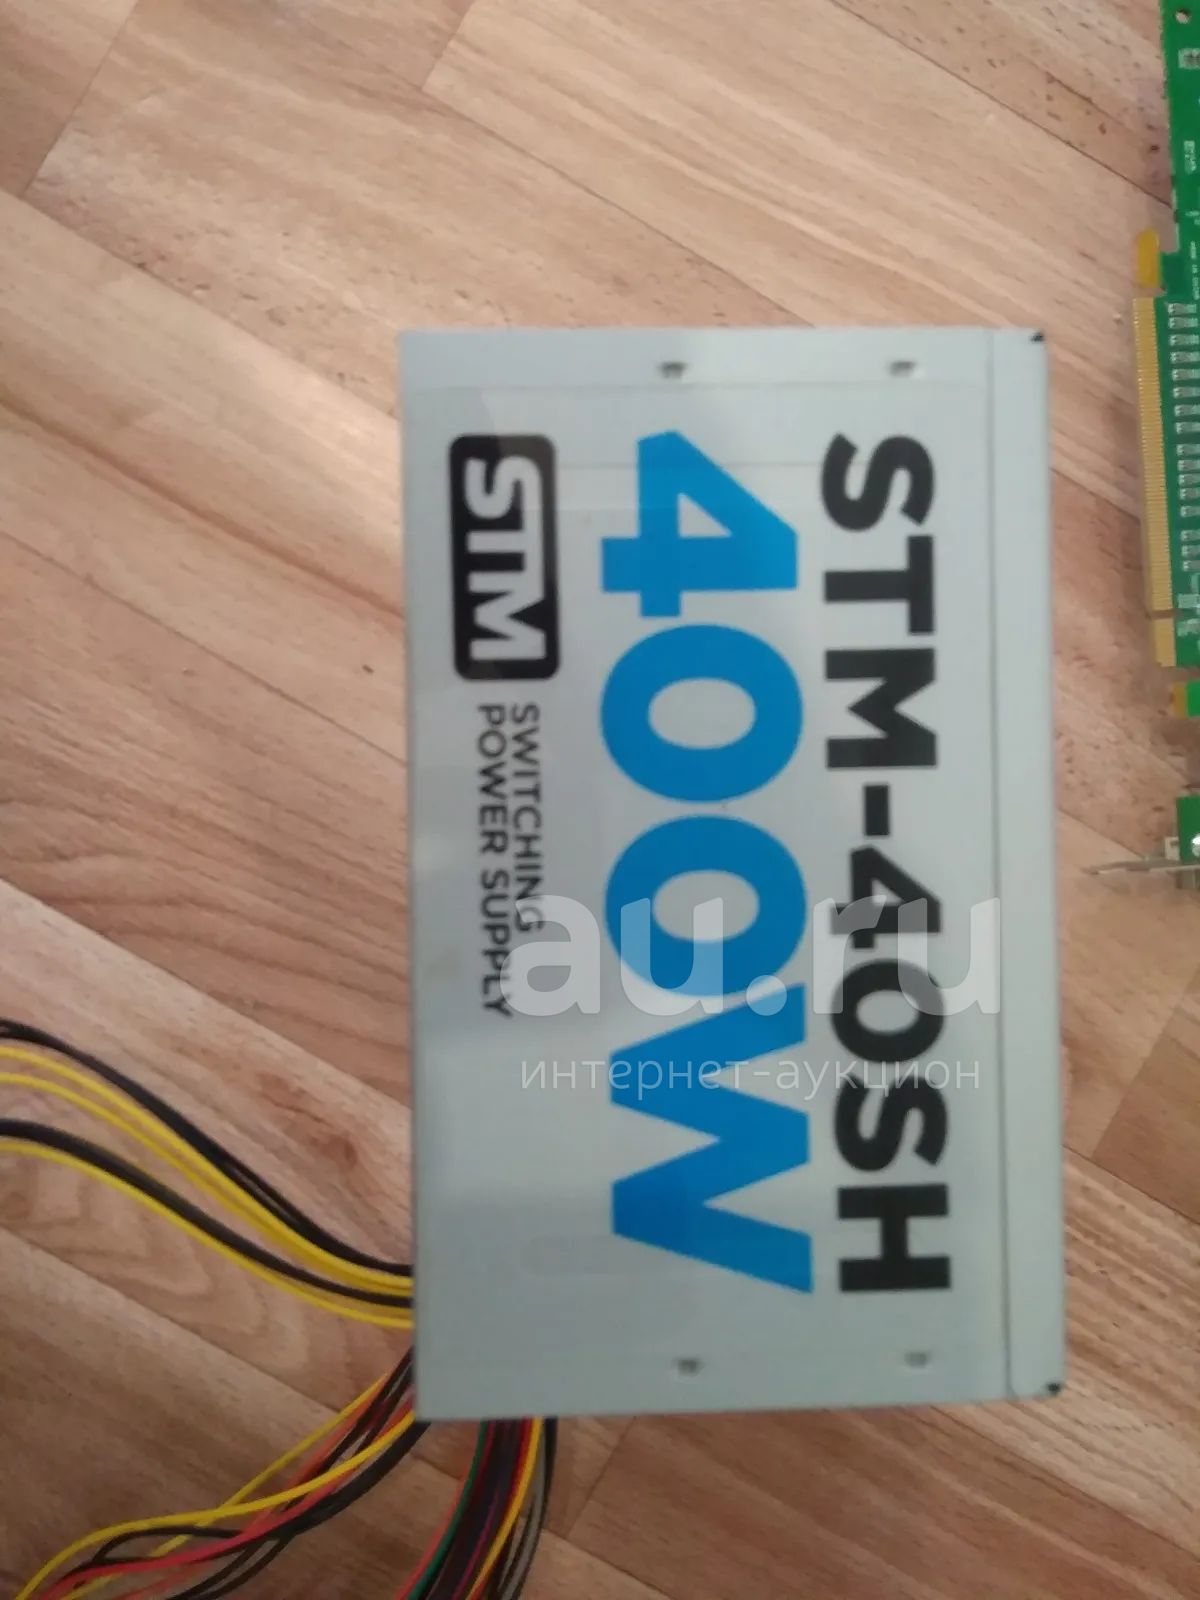 STM-40SH
400W
STM
SWITCHING
POWER SUPPLY
au.ru
интернет-аукцион